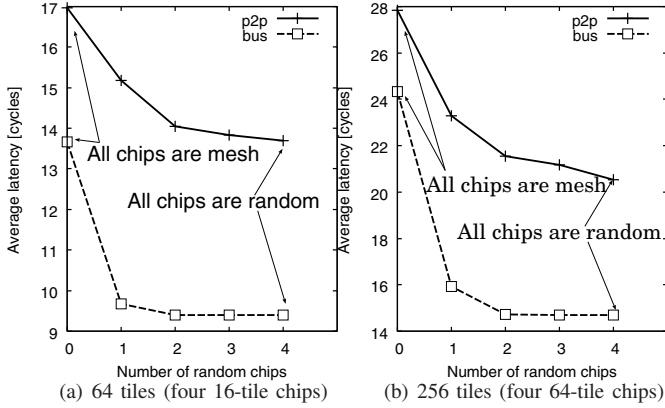 17
16
15
14
13
12
11
10
9
Average latency [cycles]
p2p
bus
All chips are mesh
All chips are random
0 1 2 3 4
Number of random chips
(a) 64 tiles (four 16-tile chips)
28
26
24
22
20
18
16
14
Average latency [cycles]
p2p
bus
All chips are mesh
All chips are random
0 1 2 3 4
Number of random chips
(b) 256 tiles (four 64-tile chips)